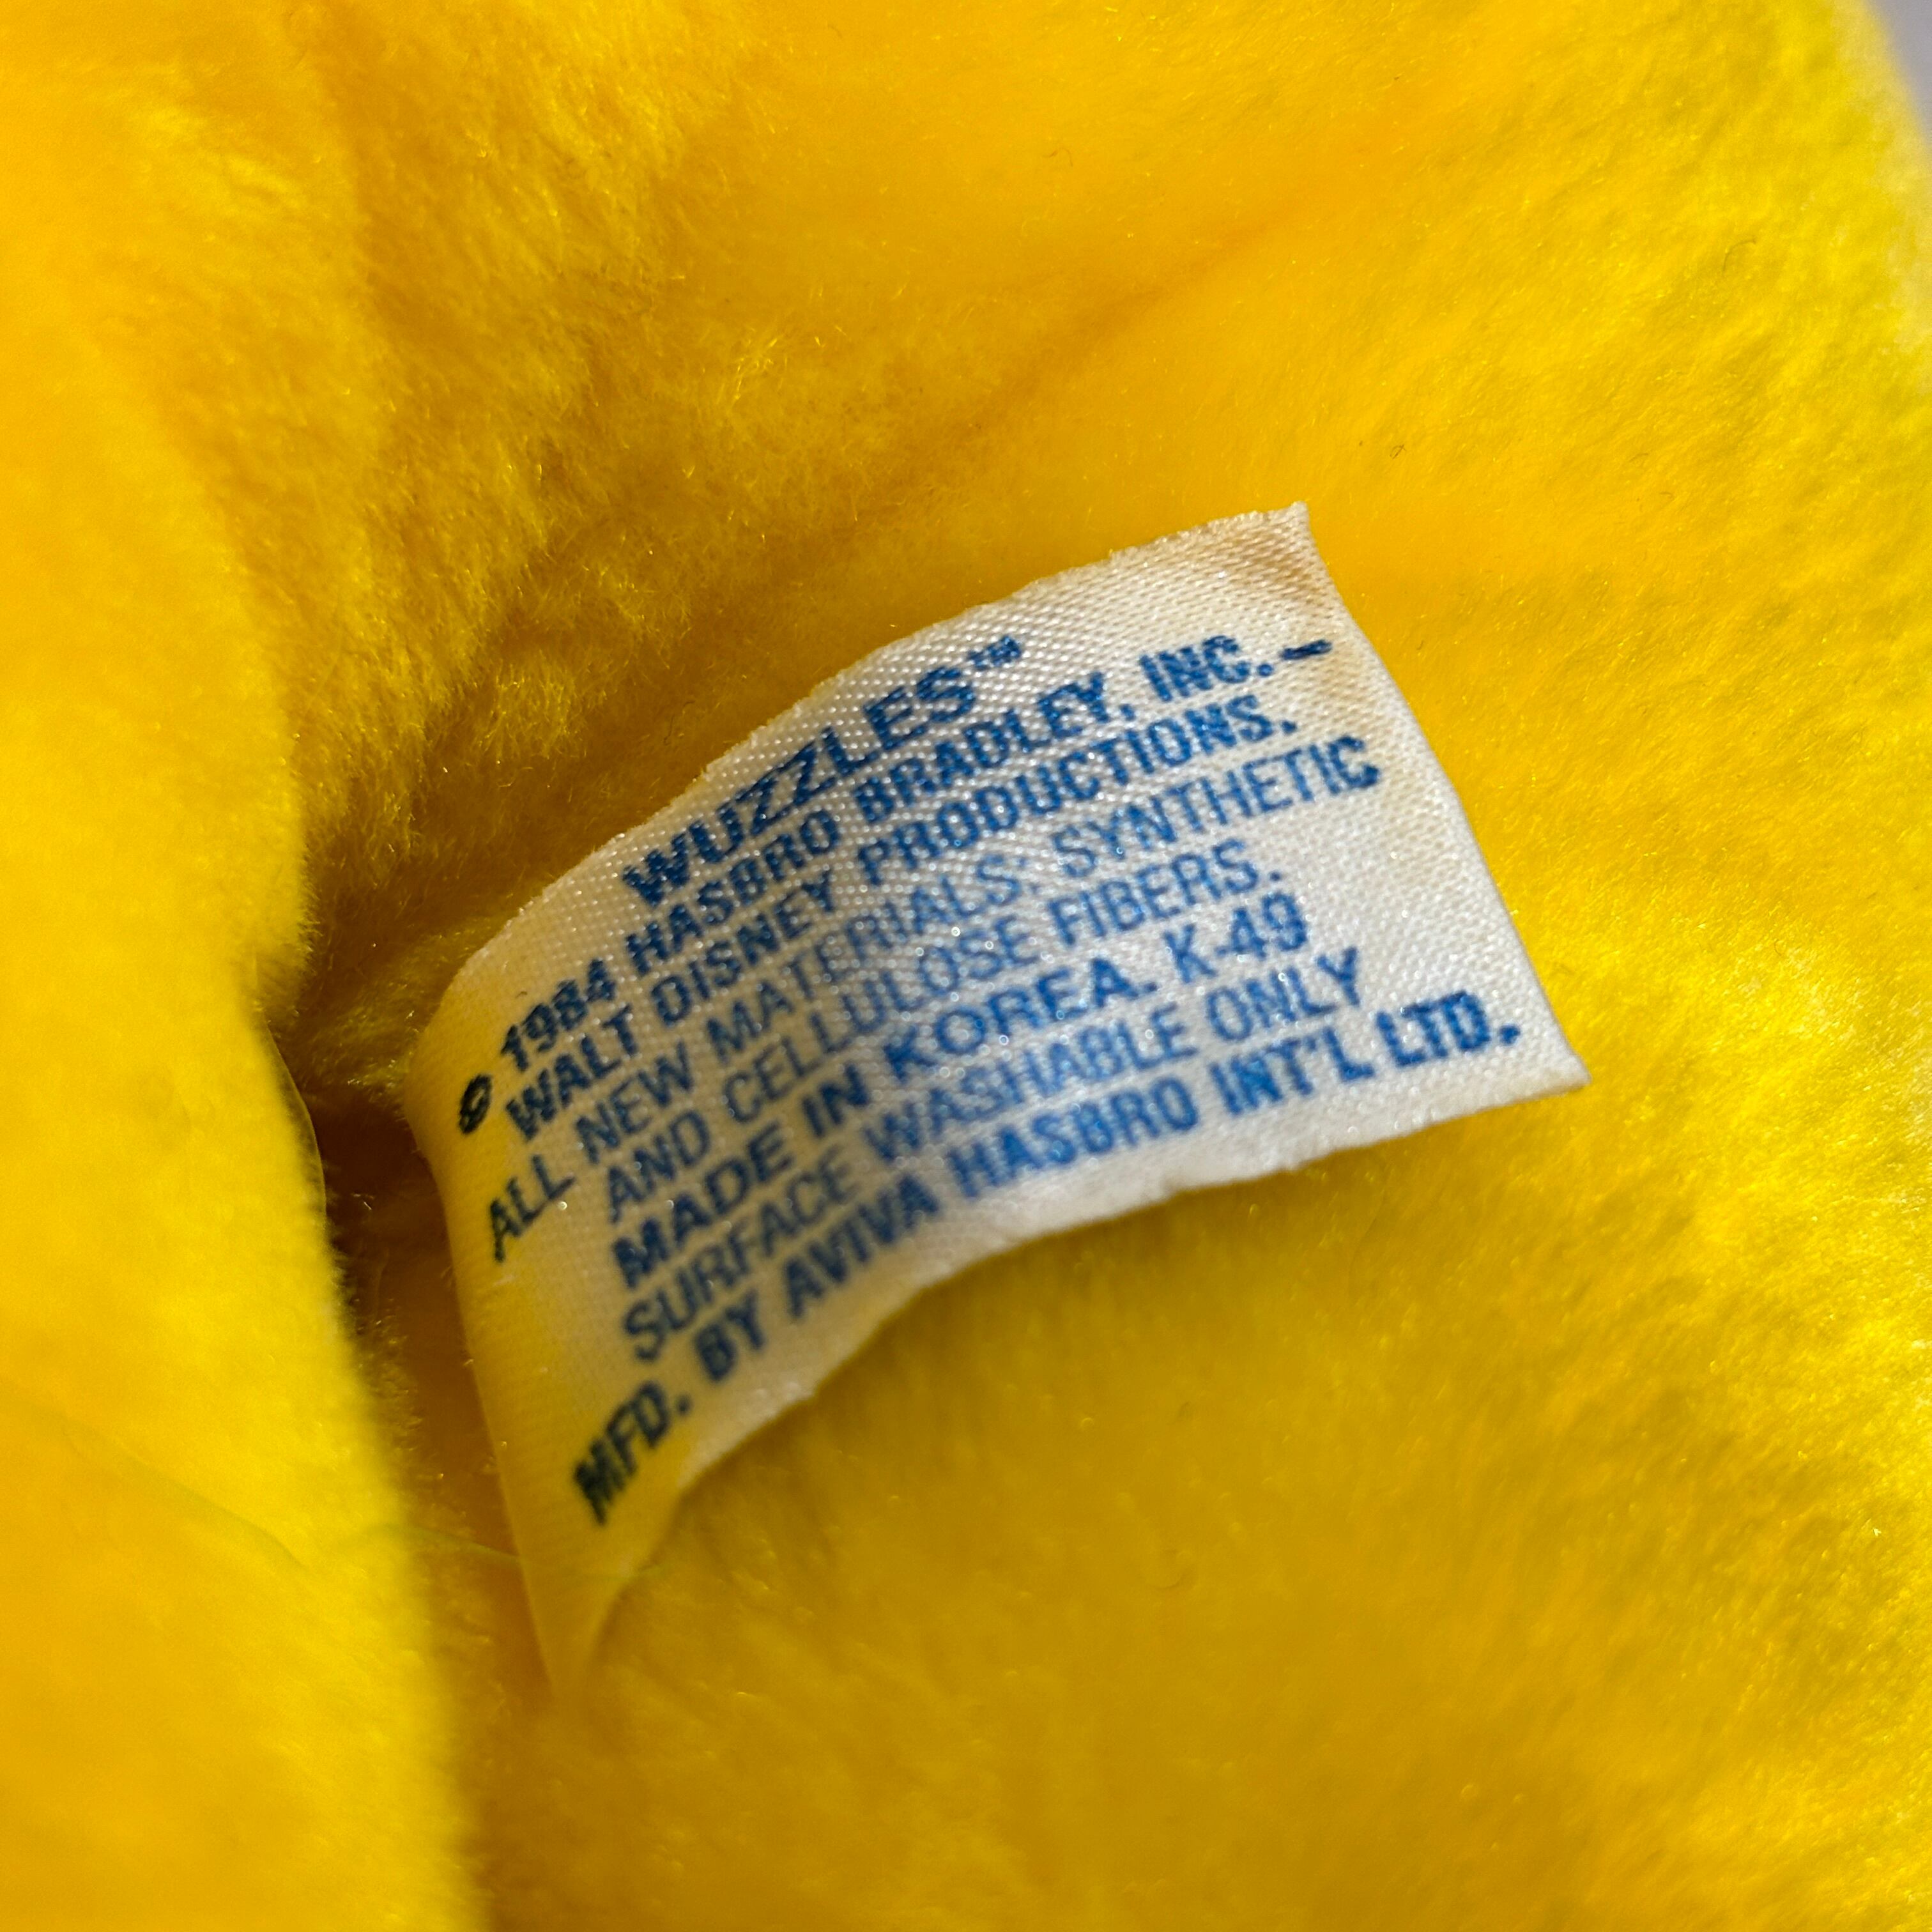 WUZZLES™
© 1984 HASBRO BRADLEY, INC.–
WALT DISNEY PRODUCTIONS.
ALL NEW MATERIALS: SYNTHETIC
AND CELLULOSE FIBERS.
MADE IN KOREA. K-49
SURFACE WASHABLE ONLY
MFD. BY AVIVA HASBRO INT'L LTD.